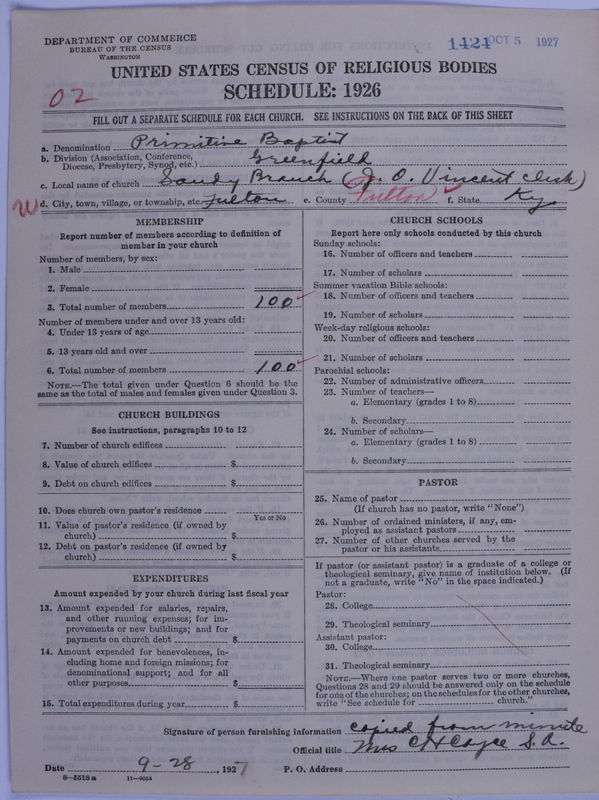 DEPARTMENT OF COMMERCE
BUREAU OF THE CENSUS
WASHINGTON
1421 OCT 5 1927
UNITED STATES CENSUS OF RELIGIOUS BODIES
SCHEDULE: 1926
02
FILL OUT A SEPARATE SCHEDULE FOR EACH CHURCH. SEE INSTRUCTIONS ON THE BACK OF THIS SHEET
a. Denomination Primitive Baptist
b. Division (Association, Conference, Diocese, Presbytery, Synod, etc.) Greenfield
c. Local name of church Sandy Branch (J. O. Vincent Clerk)
W d. City, town, village, or township, etc. Fulton e. County Fulton f. State Ky
MEMBERSHIP
Report number of members according to definition of
member in your church
Number of members, by sex:
1. Male
2. Female
3. Total number of members 100
Number of members under and over 13 years old:
4. Under 13 years of age
5. 13 years old and over
6. Total number of members 100
NOTE.—The total given under Question 6 should be
same as the total of males and females given under Question 3.
CHURCH BUILDINGS
See instructions, paragraphs 10 to 12
7. Number of church edifices
8. Value of church edifices $
9. Debt on church edifices $
10. Does church own pastor's residence
Yes or No
11. Value of pastor's residence (if owned by
church) $
12. Debt on pastor's residence (if owned by
church) $
EXPENDITURES
Amount expended by your church during last fiscal year
13. Amount expended for salaries, repairs,
and other running expenses; for im-
provements or new buildings; and for
payments on church debt $
14. Amount expended for benevolences, in-
cluding home and foreign missions; for
denominational support; and for all
other purposes $
15. Total expenditures during year $
CHURCH SCHOOLS
Report here only schools conducted by this church
Sunday schools:
16. Number of officers and teachers
17. Number of scholars
Summer vacation Bible schools:
18. Number of officers and teachers
19. Number of scholars
Week-day religious schools:
20. Number of officers and teachers
21. Number of scholars
Parochial schools:
22. Number of administrative officers
23. Number of teachers—
a. Elementary (grades 1 to 8)
b. Secondary
24. Number of scholars—
a. Elementary (grades 1 to 8)
b. Secondary
PASTOR
25. Name of pastor
(If church has no pastor, write "None")
26. Number of ordained ministers, if any, em-
ployed as assistant pastors
27. Number of other churches served by the
pastor or his assistants
If pastor (or assistant pastor) is a graduate of a college or
theological seminary, give name of institution below. (If
not a graduate, write "No" in the space indicated.)
Pastor:
28. College
29. Theological seminary
Assistant pastor:
30. College
31. Theological seminary
NOTE.—Where one pastor serves two or more churches,
Questions 28 and 29 should be answered only on the schedule
for one of the churches; on the schedules for the other churches,
write "See schedule for church."
Signature of person furnishing information copied from minute
Official title Mrs C H Cayce S.A.
Date 9-28, 1927 P. O. Address
8-5518 a 11-9084